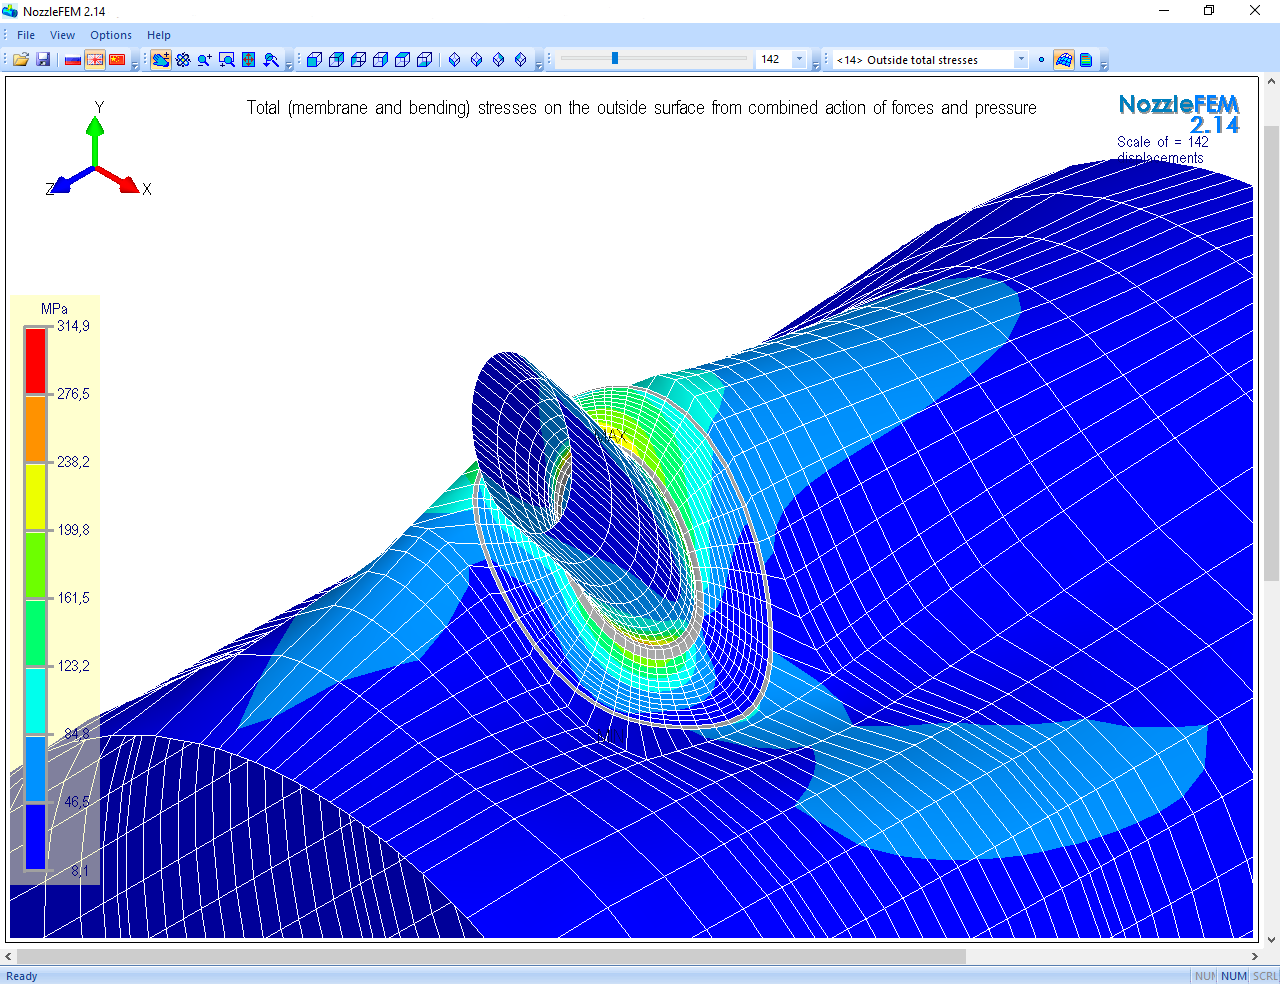 NozzleFEM 2.14
File View Options Help
142
<14> Outside total stresses
Total (membrane and bending) stresses on the outside surface from combined action of forces and pressure
Y
Z
X
NozzleFEM
2.14
Scale of = 142
displacements
MPa
314,9
276,5
238,2
199,8
161,5
123,2
84,8
46,5
8,1
MAX
MIN
Ready
NUM NUM SCRL